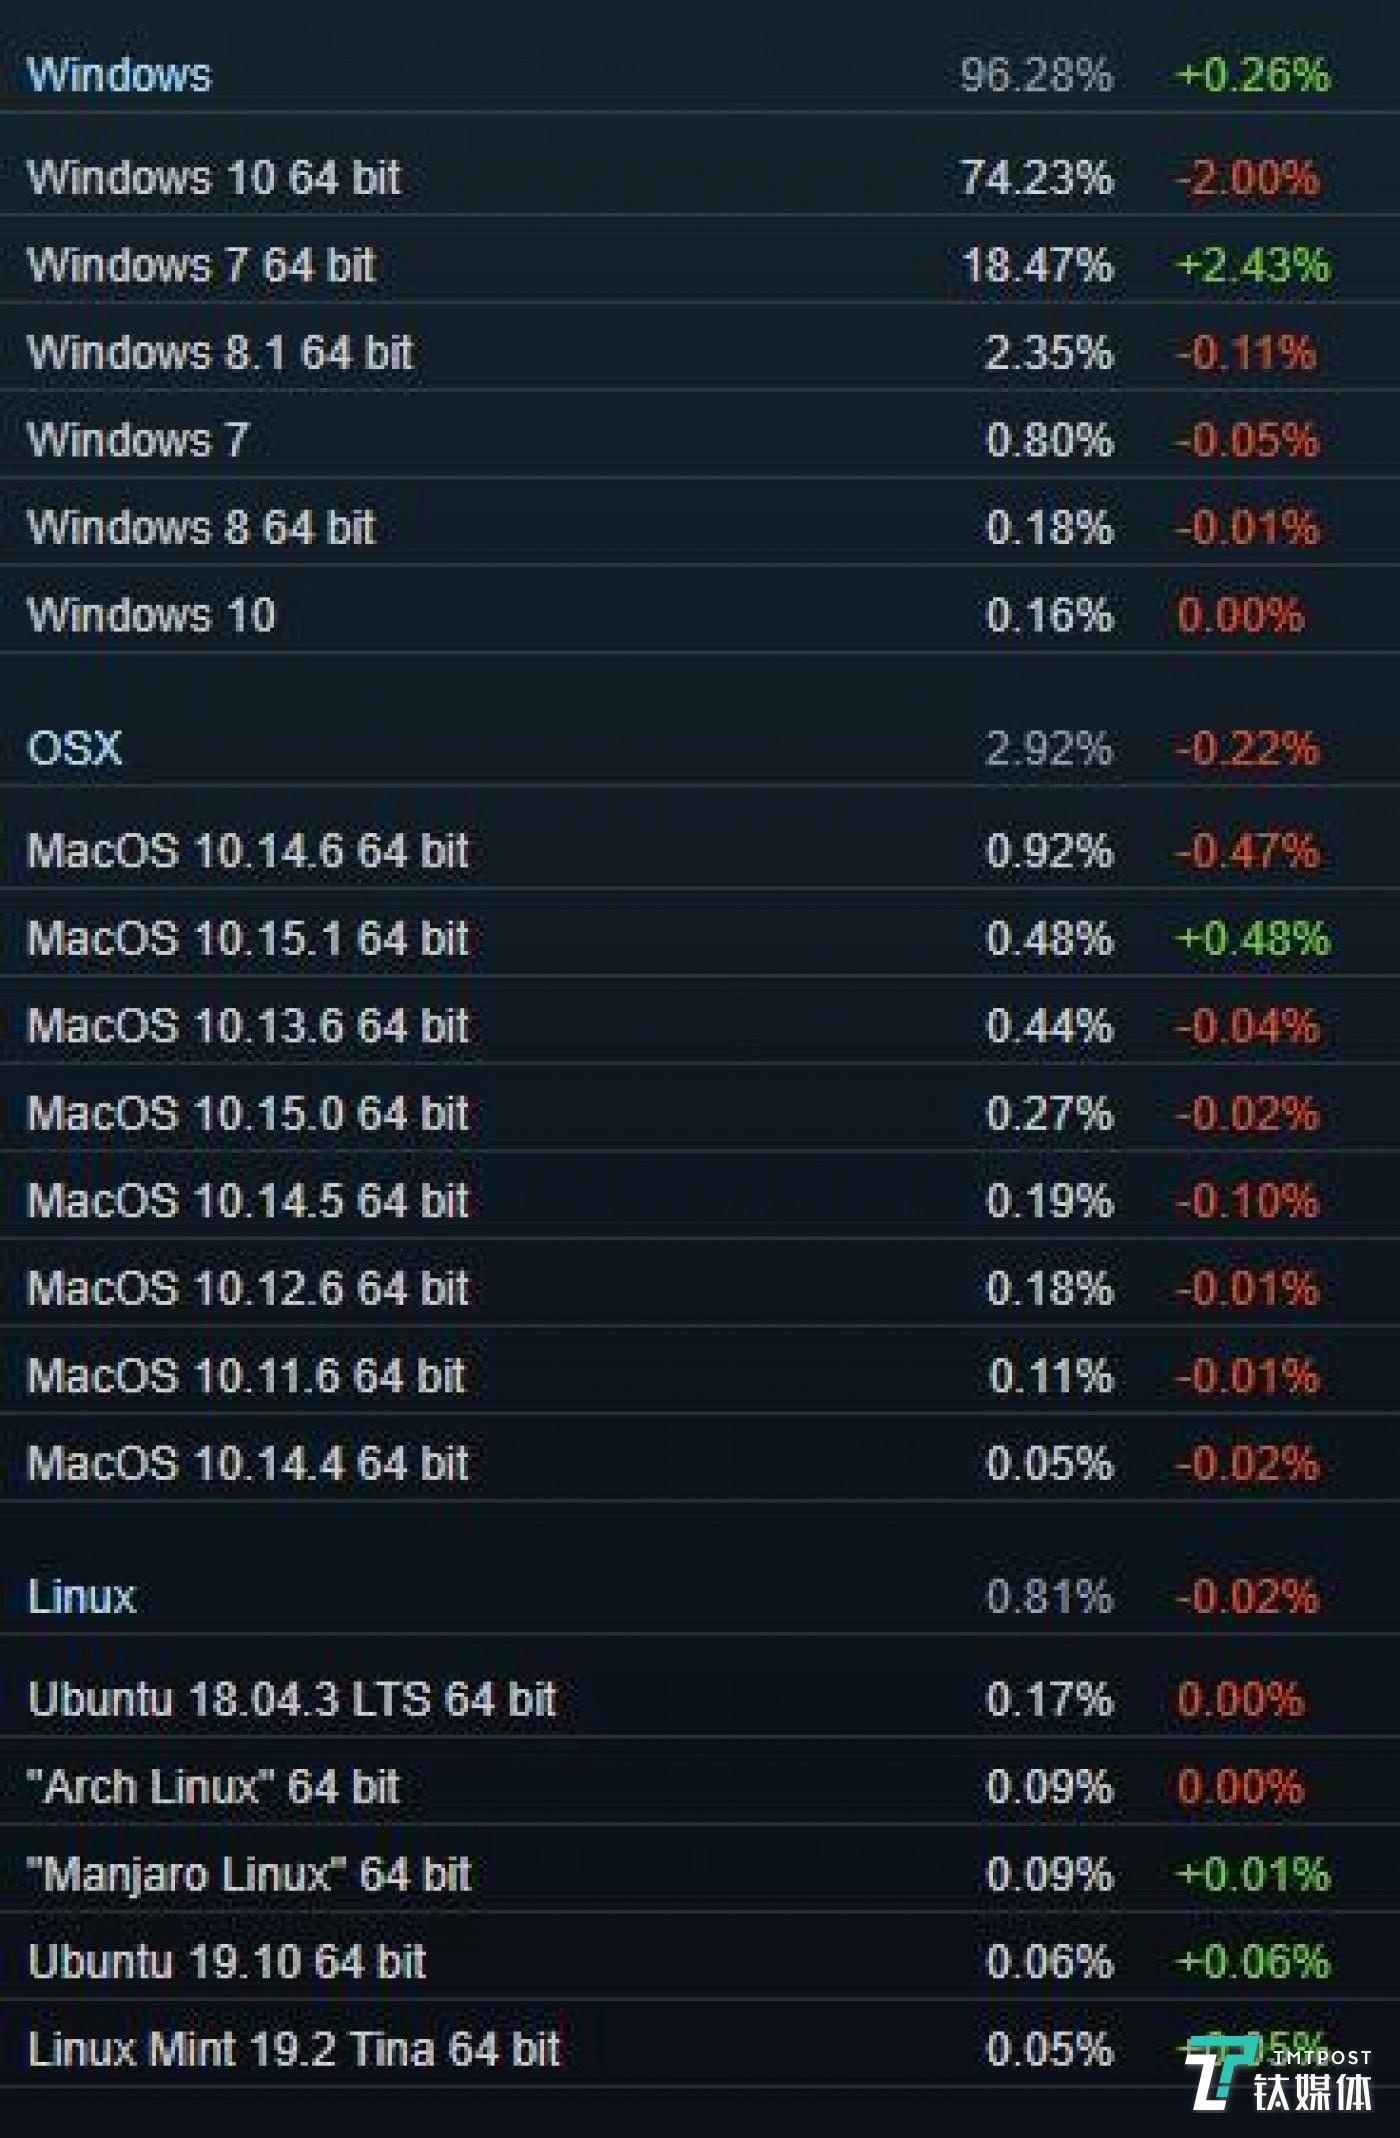 Windows 96.28% +0.26%
Windows 10 64 bit 74.23% -2.00%
Windows 7 64 bit 18.47% +2.43%
Windows 8.1 64 bit 2.35% -0.11%
Windows 7 0.80% -0.05%
Windows 8 64 bit 0.18% -0.01%
Windows 10 0.16% 0.00%
OSX 2.92% -0.22%
MacOS 10.14.6 64 bit 0.92% -0.47%
MacOS 10.15.1 64 bit 0.48% +0.48%
MacOS 10.13.6 64 bit 0.44% -0.04%
MacOS 10.15.0 64 bit 0.27% -0.02%
MacOS 10.14.5 64 bit 0.19% -0.10%
MacOS 10.12.6 64 bit 0.18% -0.01%
MacOS 10.11.6 64 bit 0.11% -0.01%
MacOS 10.14.4 64 bit 0.05% -0.02%
Linux 0.81% -0.02%
Ubuntu 18.04.3 LTS 64 bit 0.17% 0.00%
"Arch Linux" 64 bit 0.09% 0.00%
"Manjaro Linux" 64 bit 0.09% +0.01%
Ubuntu 19.10 64 bit 0.06% +0.06%
Linux Mint 19.2 Tina 64 bit 0.05%
TMTPOST
钛媒体